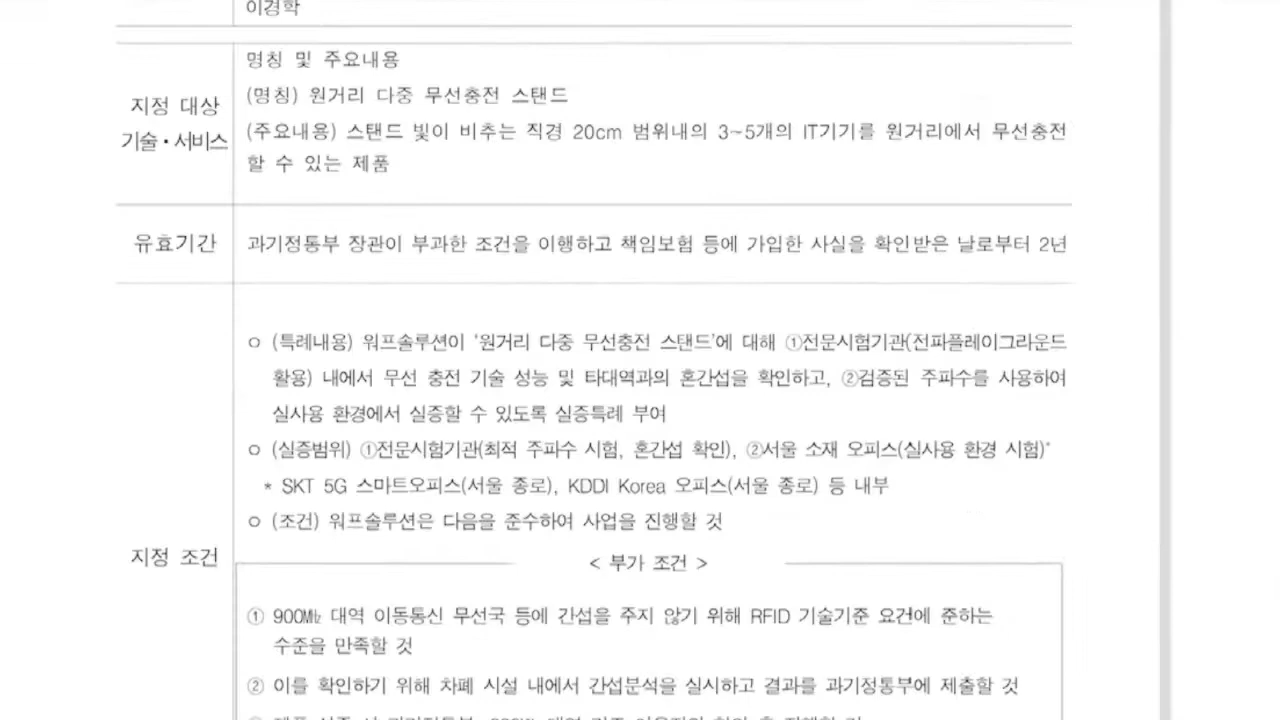 이경학
명칭 및 주요내용
(명칭) 원거리 다중 무선충전 스탠드
지정 대상
기술·서비스
(주요내용) 스탠드 빛이 비추는 직경 20cm 범위내의 3~5개의 IT기기를 원거리에서 무선충전
할 수 있는 제품
유효기간
과기정통부 장관이 부과한 조건을 이행하고 책임보험 등에 가입한 사실을 확인받은 날로부터 2년
지정 조건
ㅇ (특례내용) 워프솔루션이 '원거리 다중 무선충전 스탠드'에 대해 ①전문시험기관(전파플레이그라운드
활용) 내에서 무선 충전 기술 성능 및 타대역과의 혼간섭을 확인하고, ②검증된 주파수를 사용하여
실사용 환경에서 실증할 수 있도록 실증특례 부여
ㅇ (실증범위) ①전문시험기관(최적 주파수 시험, 혼간섭 확인), ②서울 소재 오피스(실사용 환경 시험)*
* SKT 5G 스마트오피스(서울 종로), KDDI Korea 오피스(서울 종로) 등 내부
ㅇ (조건) 워프솔루션은 다음을 준수하여 사업을 진행할 것
< 부가 조건 >
① 900㎒ 대역 이동통신 무선국 등에 간섭을 주지 않기 위해 RFID 기술기준 요건에 준하는
수준을 만족할 것
② 이를 확인하기 위해 차폐 시설 내에서 간섭분석을 실시하고 결과를 과기정통부에 제출할 것